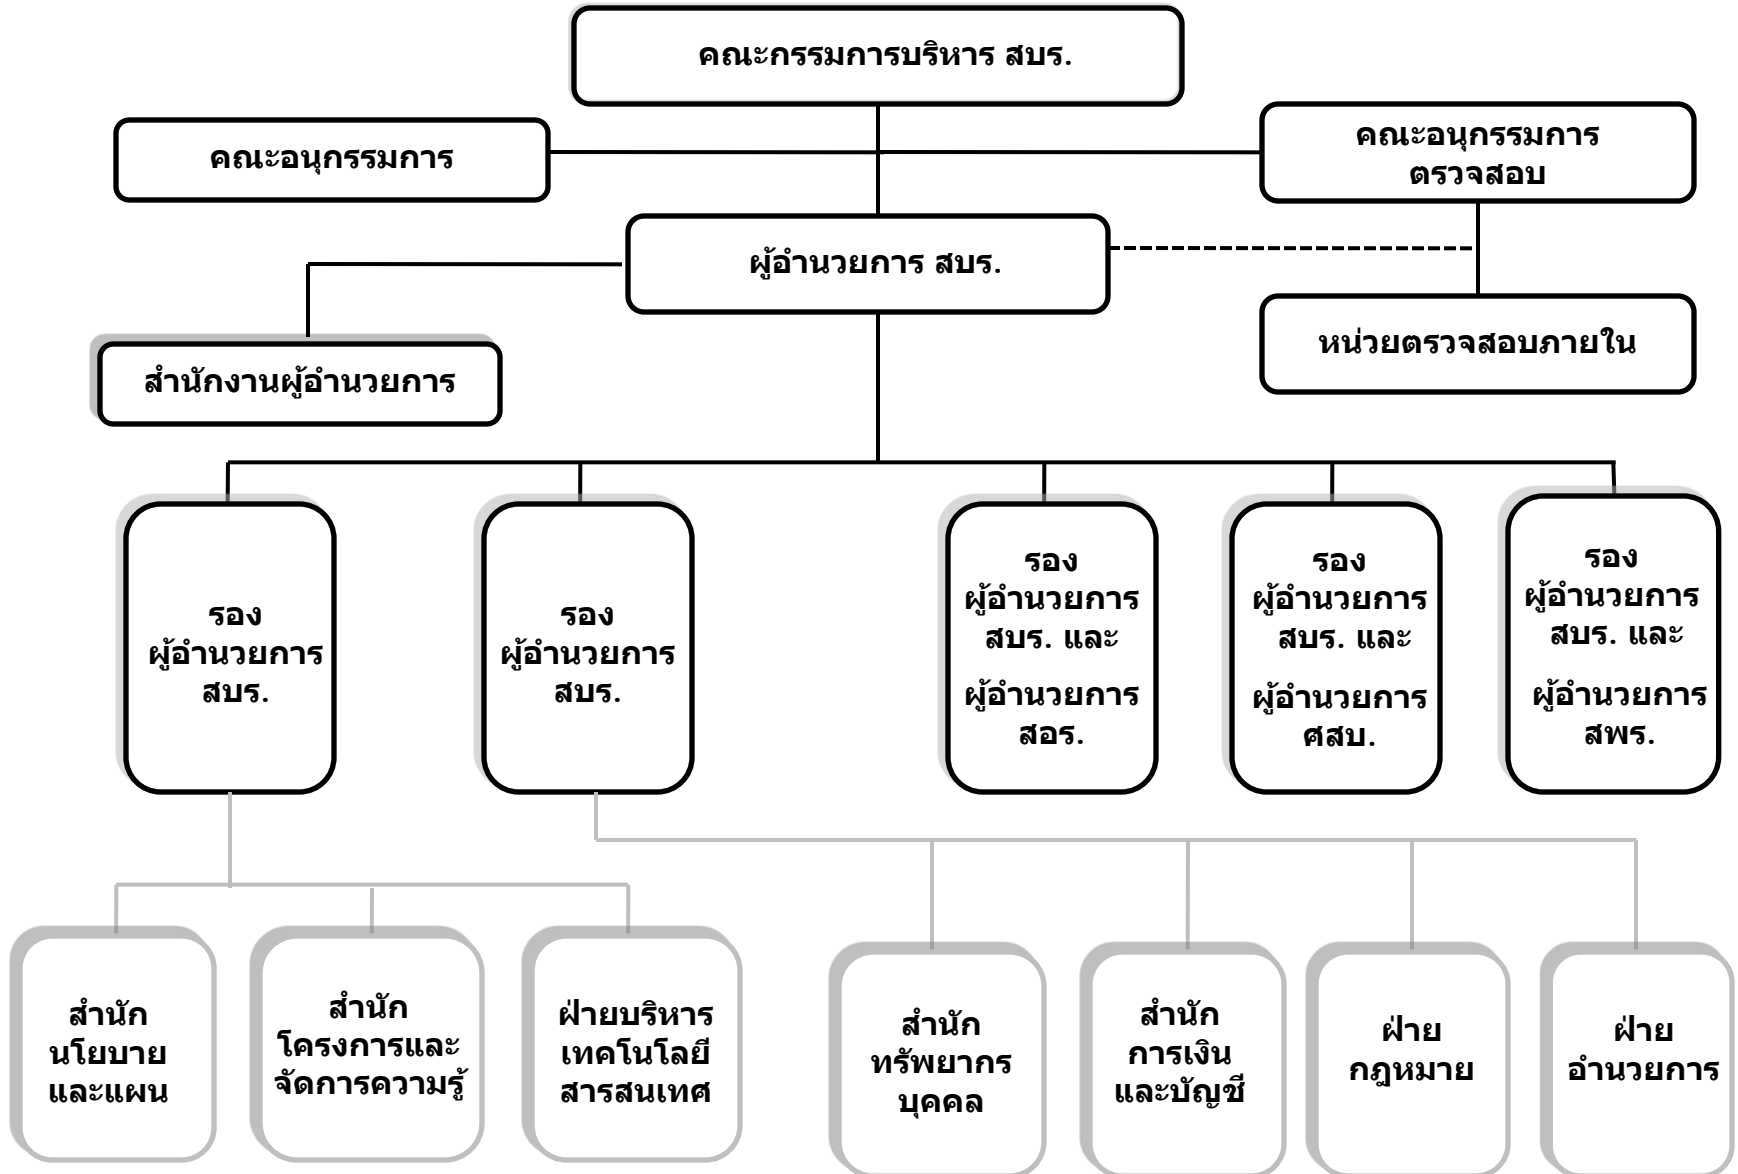 คณะกรรมการบริหาร สบร.
คณะอนุกรรมการ
คณะอนุกรรมการ
ตรวจสอบ
ผู้อำนวยการ สบร.
สำนักงานผู้อำนวยการ
หน่วยตรวจสอบภายใน
รอง
ผู้อำนวยการ
สบร.
รอง
ผู้อำนวยการ
สบร.
รอง
ผู้อำนวยการ
สบร. และ
ผู้อำนวยการ
สอร.
รอง
ผู้อำนวยการ
สบร. และ
ผู้อำนวยการ
ศสบ.
รอง
ผู้อำนวยการ
สบร. และ
ผู้อำนวยการ
สพร.
สำนัก
นโยบาย
และแผน
สำนัก
โครงการและ
จัดการความรู้
ฝ่ายบริหาร
เทคโนโลยี
สารสนเทศ
สำนัก
ทรัพยากร
บุคคล
สำนัก
การเงิน
และบัญชี
ฝ่าย
กฎหมาย
ฝ่าย
อำนวยการ